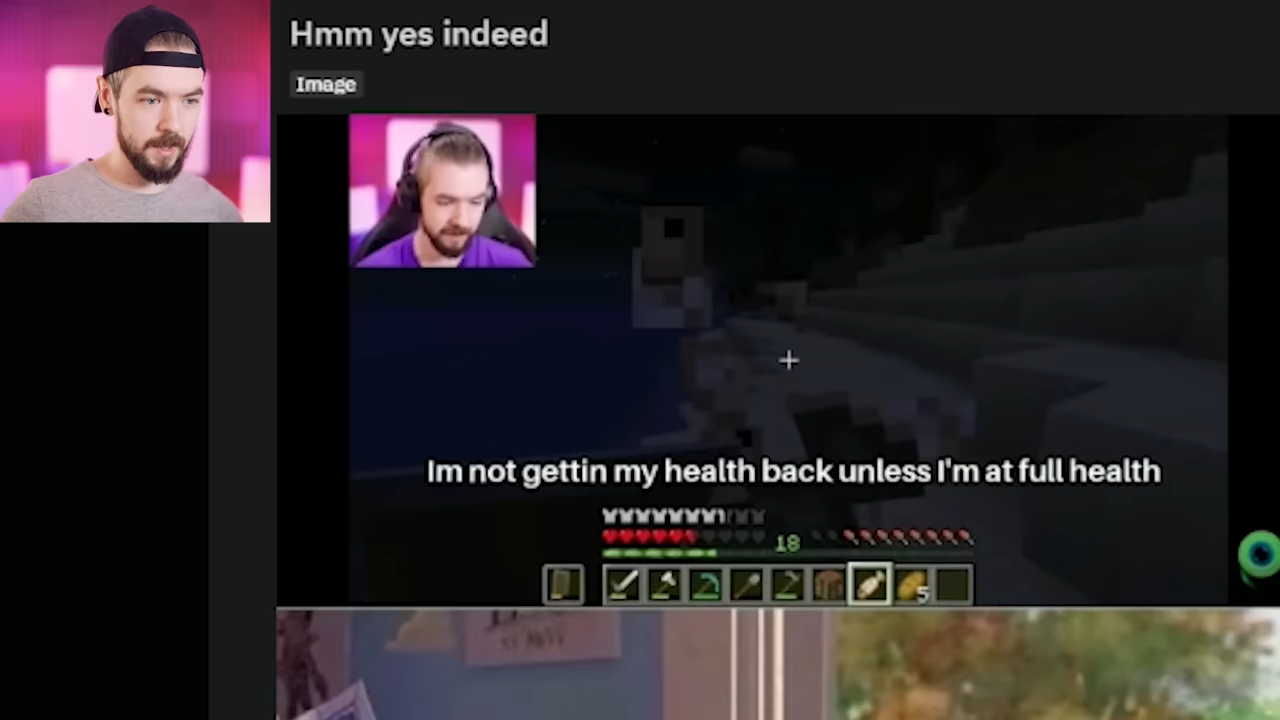 Hmm yes indeed
Image
Im not gettin my health back unless I'm at full health
18
5